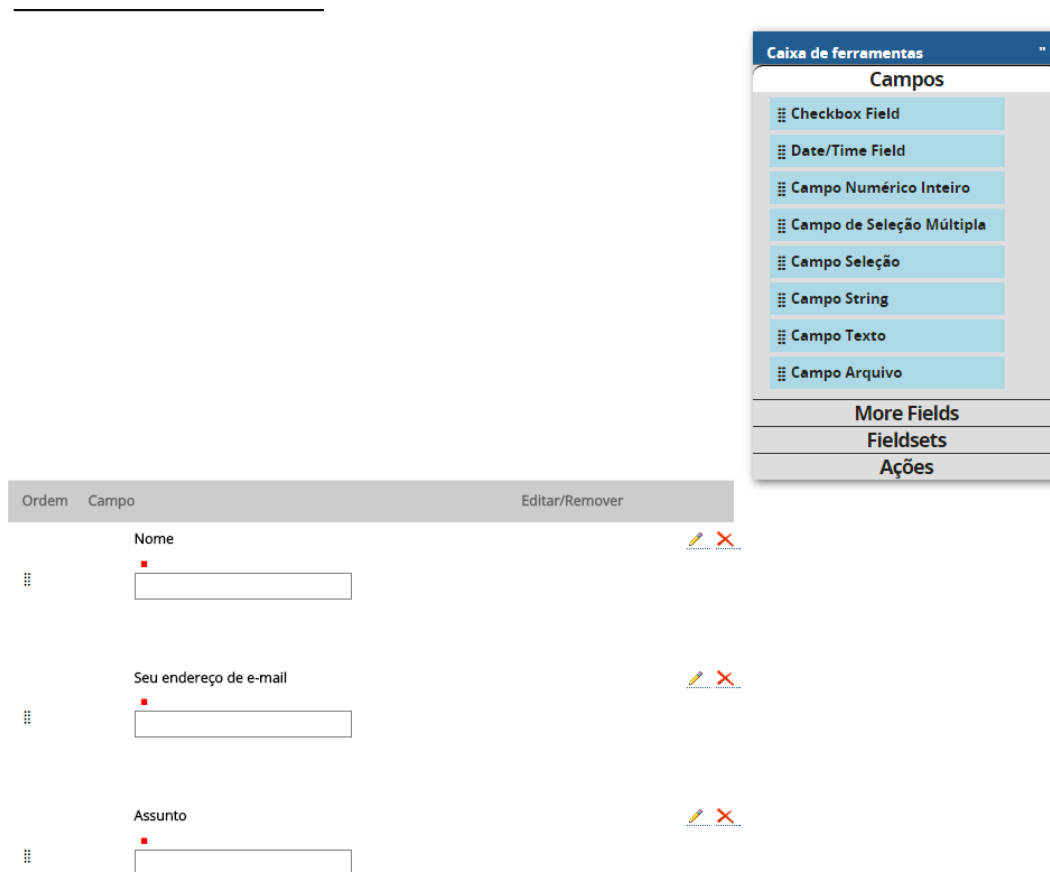 Caixa de ferramentas "
Campos
Checkbox Field
Date/Time Field
Campo Numérico Inteiro
Campo de Seleção Múltipla
Campo Seleção
Campo String
Campo Texto
Campo Arquivo
More Fields
Fieldsets
Ações
Ordem Campo Editar/Remover
Nome
Seu endereço de e-mail
Assunto